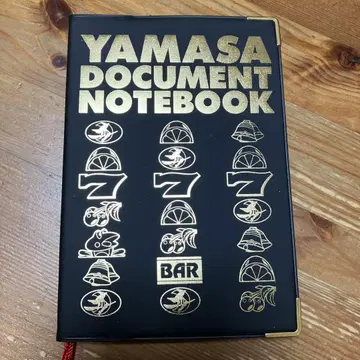 YAMASA
DOCUMENT
NOTEBOOK
7 7 7
BAR